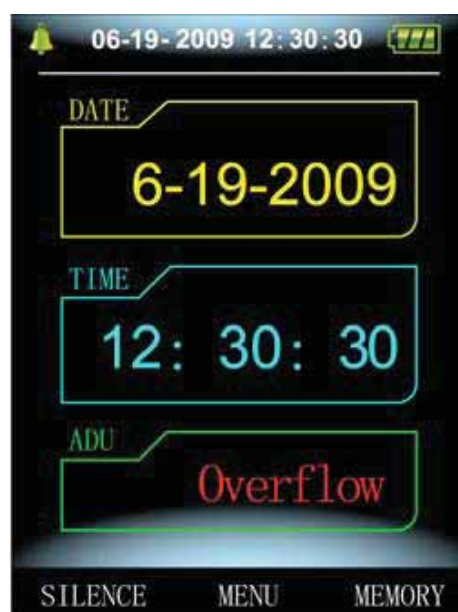 06-19-2009 12:30:30
DATE
6-19-2009
TIME
12: 30: 30
ADU
Overflow
SILENCE MENU MEMORY